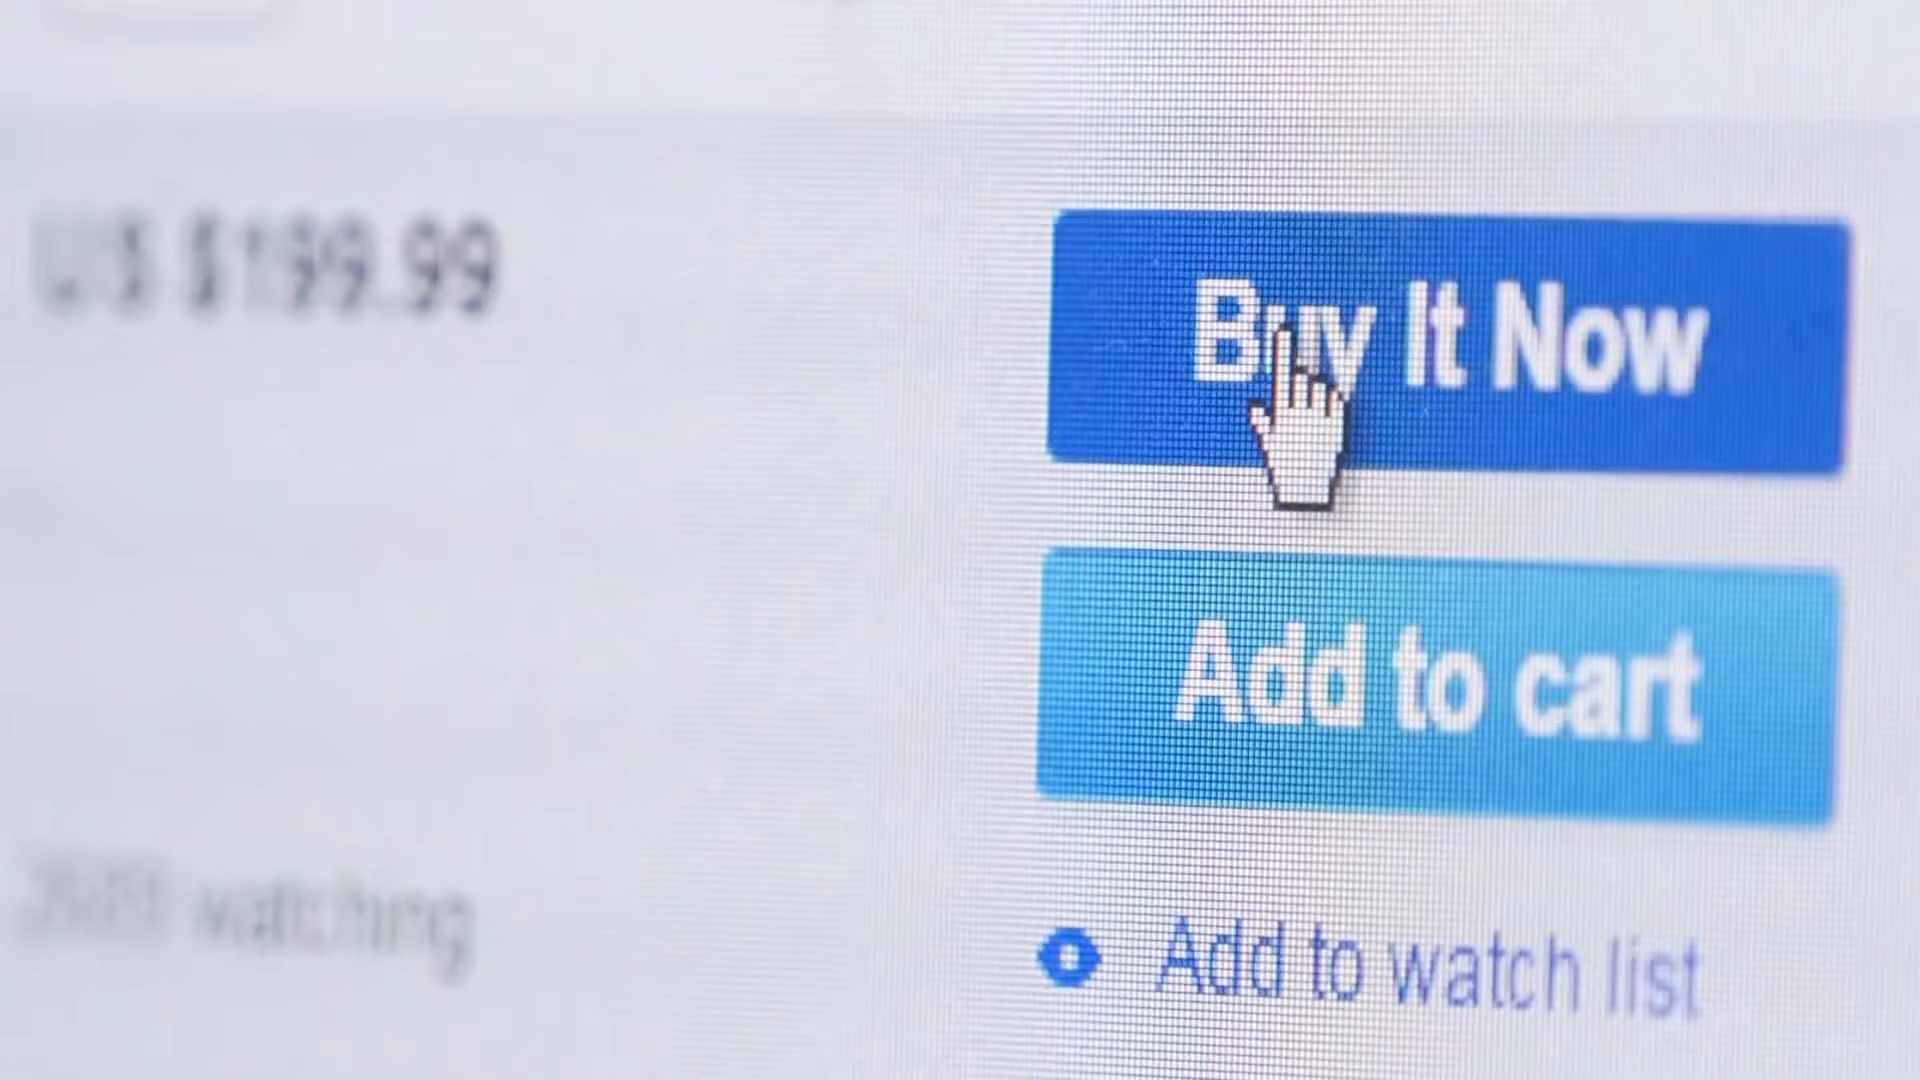 US $199.99
Buy It Now
Add to cart
watching
Add to watch list